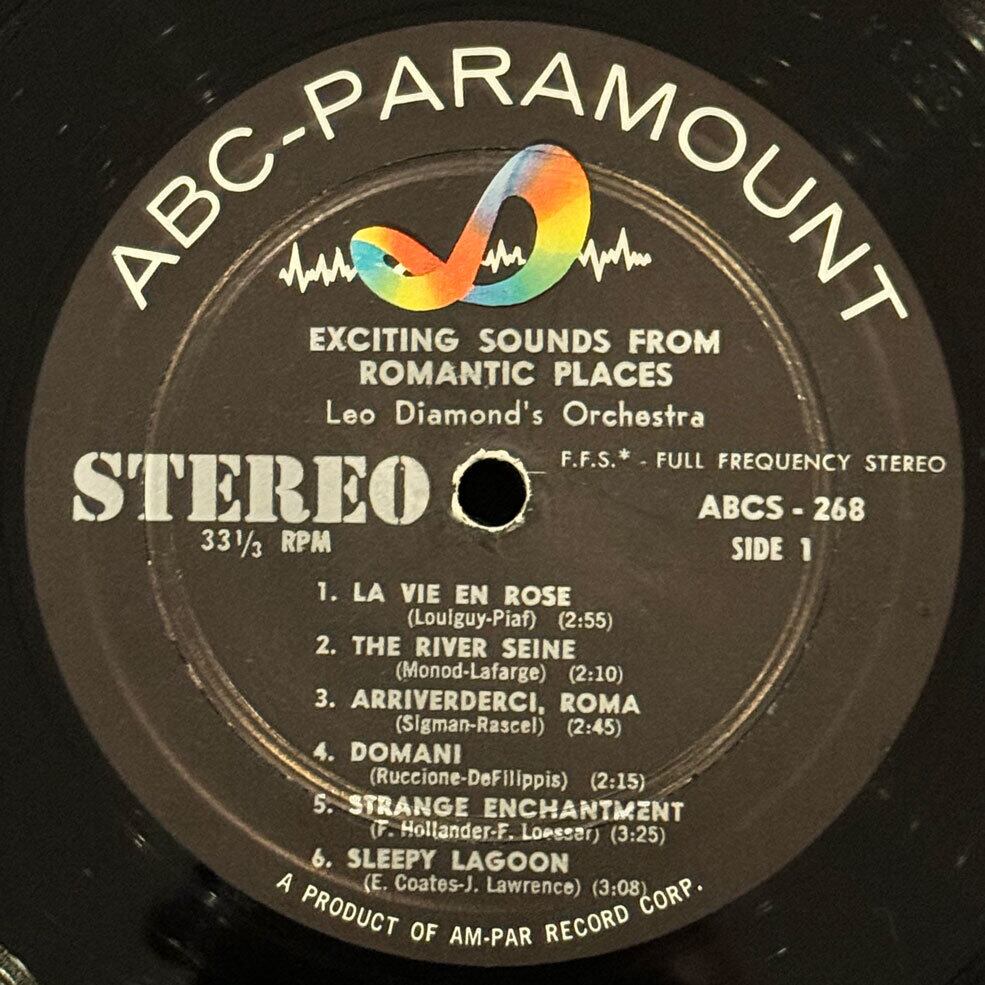 ABC-PARAMOUNT
EXCITING SOUNDS FROM
ROMANTIC PLACES
Leo Diamond's Orchestra
STEREO
33 1/3 RPM
F.F.S.* - FULL FREQUENCY STEREO
ABCS - 268
SIDE 1
1. LA VIE EN ROSE
(Loulguy-Piaf) (2:55)
2. THE RIVER SEINE
(Monod-Lafarge) (2:10)
3. ARRIVERDERCI, ROMA
(Sigman-Rascel) (2:45)
4. DOMANI
(Ruccione-DeFilippis) (2:15)
5. STRANGE ENCHANTMENT
(F. Hollander-F. Loesser) (3:25)
6. SLEEPY LAGOON
(E. Coates-J. Lawrence) (3:08)
A PRODUCT OF AM-PAR RECORD CORP.